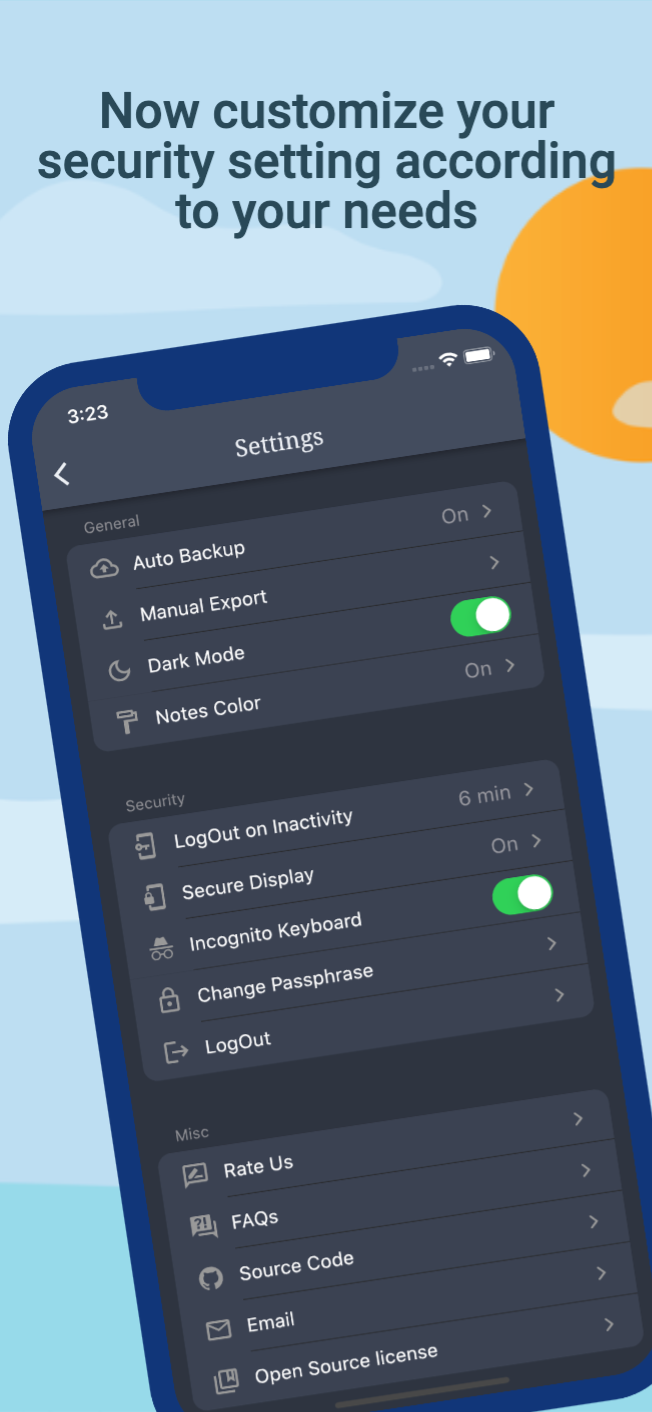 Now customize your
security setting according
to your needs
3:23
Settings
General
Auto Backup On
Manual Export
Dark Mode
Notes Color On
Security
LogOut on Inactivity 6 min
Secure Display On
Incognito Keyboard
Change Passphrase
LogOut
Misc
Rate Us
FAQs
Source Code
Email
Open Source license